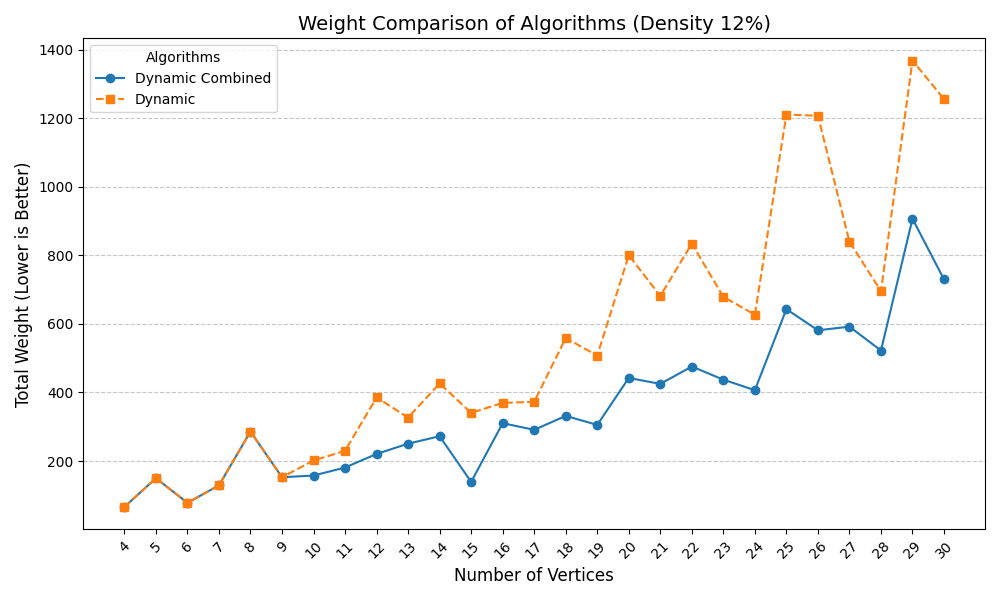 Weight Comparison of Algorithms (Density 12%)
Total Weight (Lower is Better)
1400
1200
1000
800
600
400
200
Algorithms
Dynamic Combined
Dynamic
4 5 6 7 8 9 10 11 12 13 14 15 16 17 18 19 20 21 22 23 24 25 26 27 28 29 30
Number of Vertices